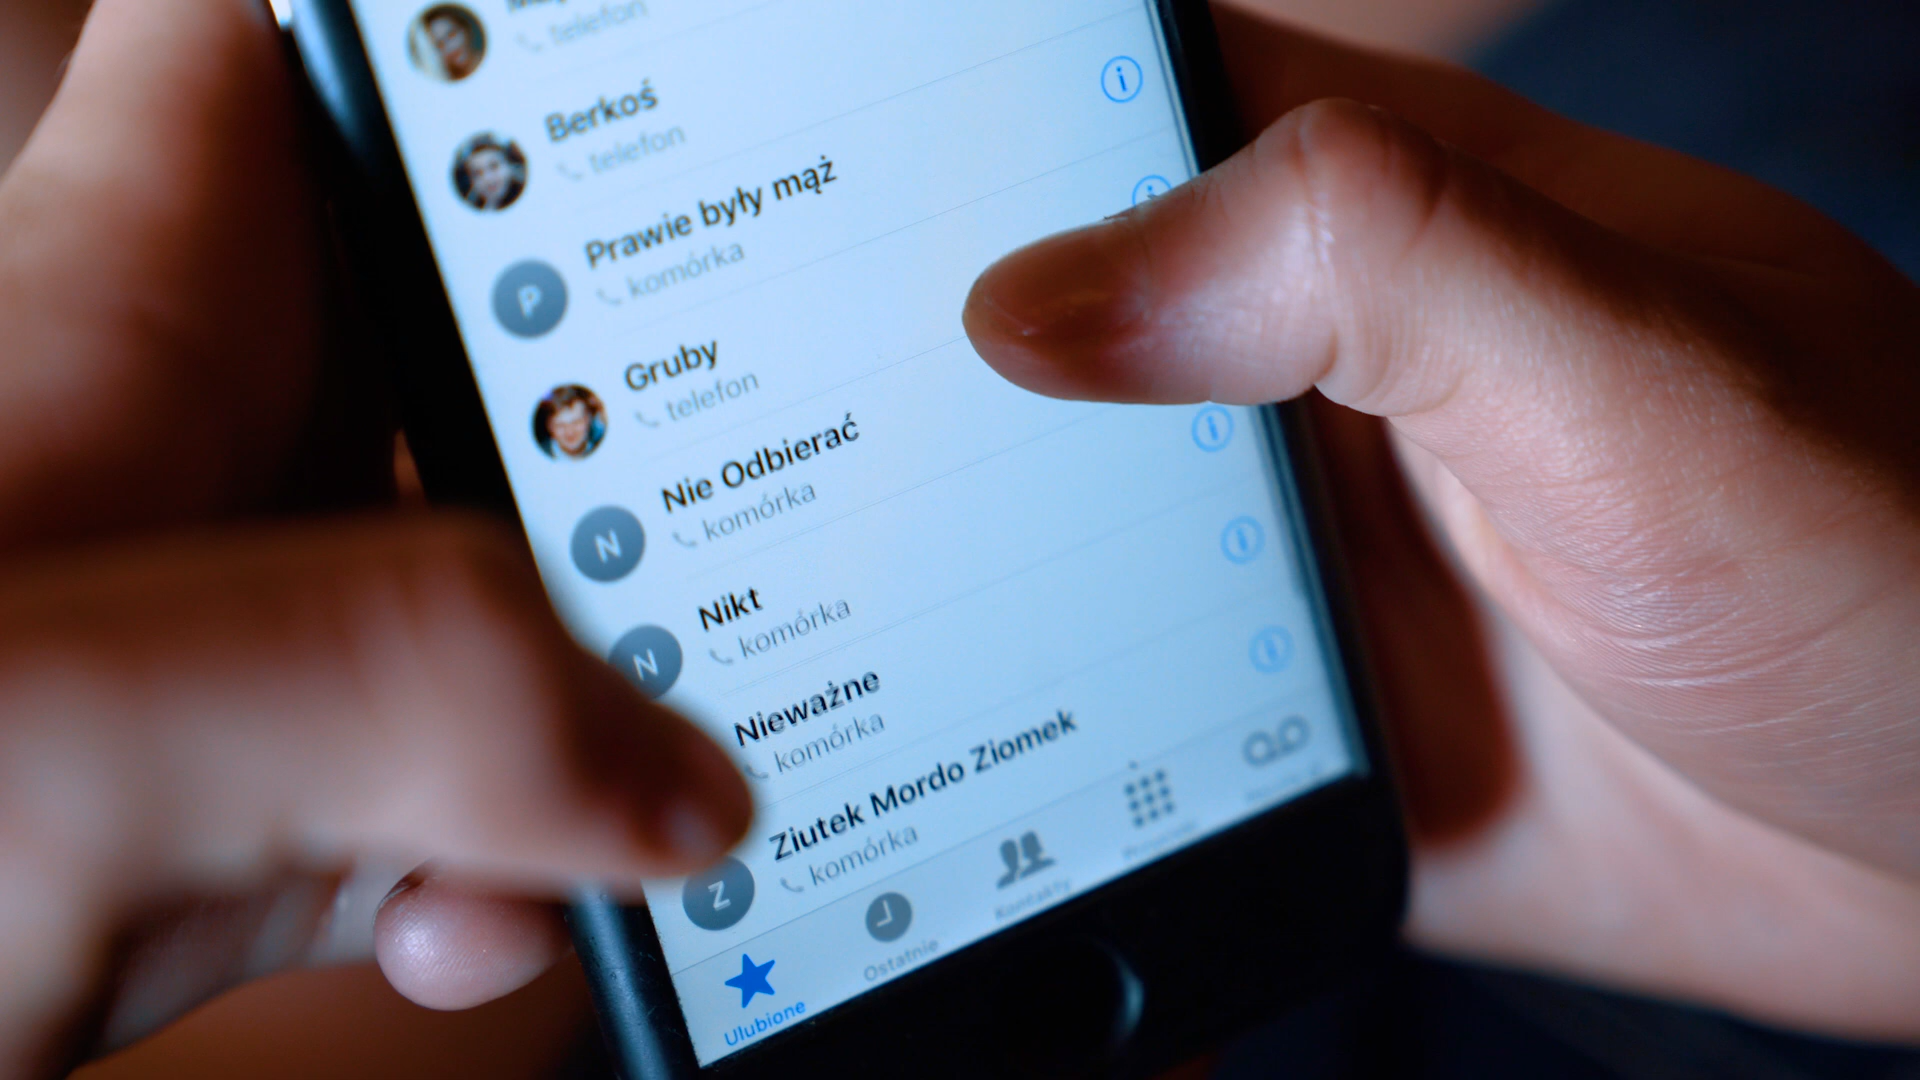 telefon
Berkoś
telefon
Prawie były mąż
komórka
P
Gruby
telefon
Nie Odbierać
komórka
N
Nikt
komórka
N
Nieważne
komórka
Ziutek Mordo Ziomek
komórka
Z
Ulubione
Ostatnie
Kontakty